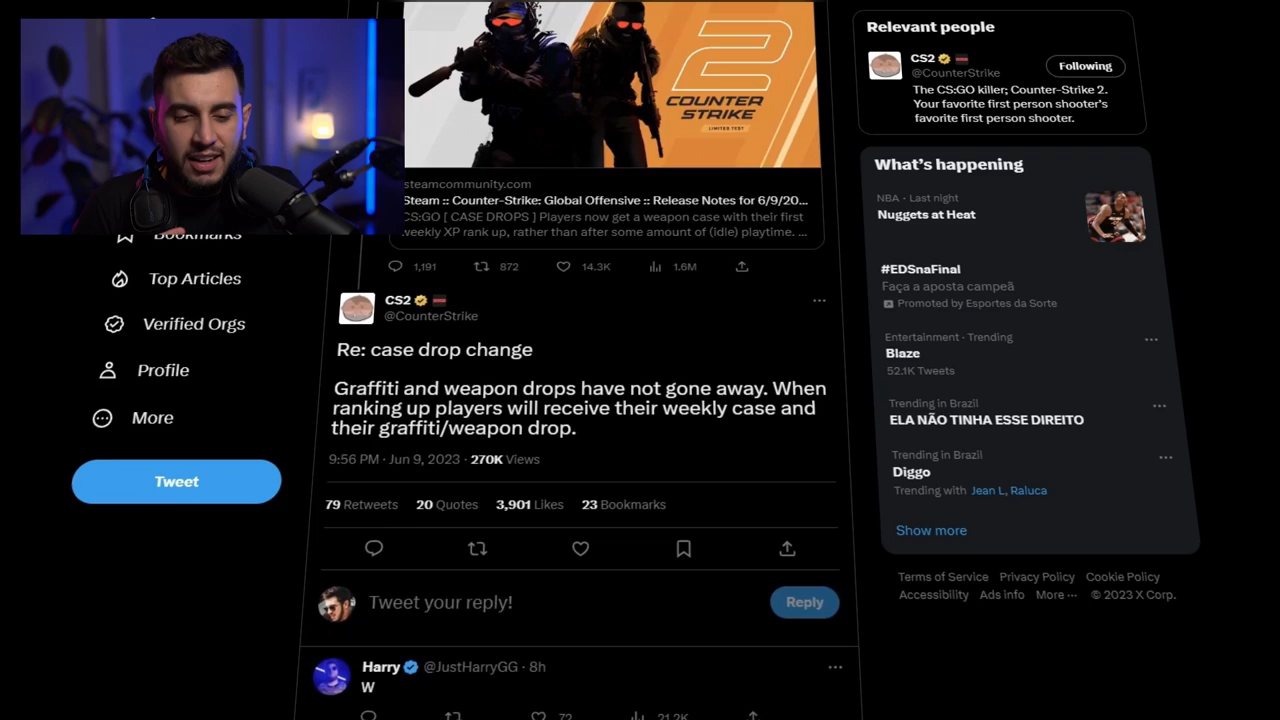 Bookmarks
Top Articles
Verified Orgs
Profile
More
Tweet
2
COUNTER
STRIKE
LIMITED TEST
steamcommunity.com
Steam :: Counter-Strike: Global Offensive :: Release Notes for 6/9/20...
CS:GO [ CASE DROPS ] Players now get a weapon case with their first
weekly XP rank up, rather than after some amount of (idle) playtime. ...
1,191 872 14.3K 1.6M
CS2
@CounterStrike
Re: case drop change
Graffiti and weapon drops have not gone away. When
ranking up players will receive their weekly case and
their graffiti/weapon drop.
9:56 PM · Jun 9, 2023 · 270K Views
79 Retweets 20 Quotes 3,901 Likes 23 Bookmarks
Tweet your reply!
Reply
Harry @JustHarryGG · 8h
W
72 21.2K
Relevant people
CS2
@CounterStrike
Following
The CS:GO killer; Counter-Strike 2.
Your favorite first person shooter's
favorite first person shooter.
What's happening
NBA · Last night
Nuggets at Heat
#EDSnaFinal
Faça a aposta campeã
Promoted by Esportes da Sorte
Entertainment · Trending
Blaze
52.1K Tweets
Trending in Brazil
ELA NÃO TINHA ESSE DIREITO
Trending in Brazil
Diggo
Trending with Jean L, Raluca
Show more
Terms of Service Privacy Policy Cookie Policy
Accessibility Ads info More ··· © 2023 X Corp.